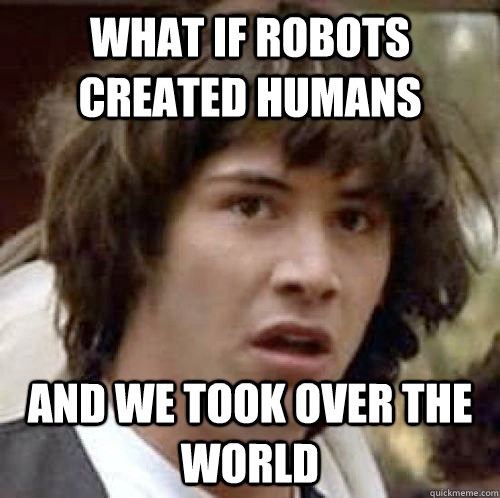 WHAT IF ROBOTS
CREATED HUMANS
AND WE TOOK OVER THE
WORLD
quickmeme.com